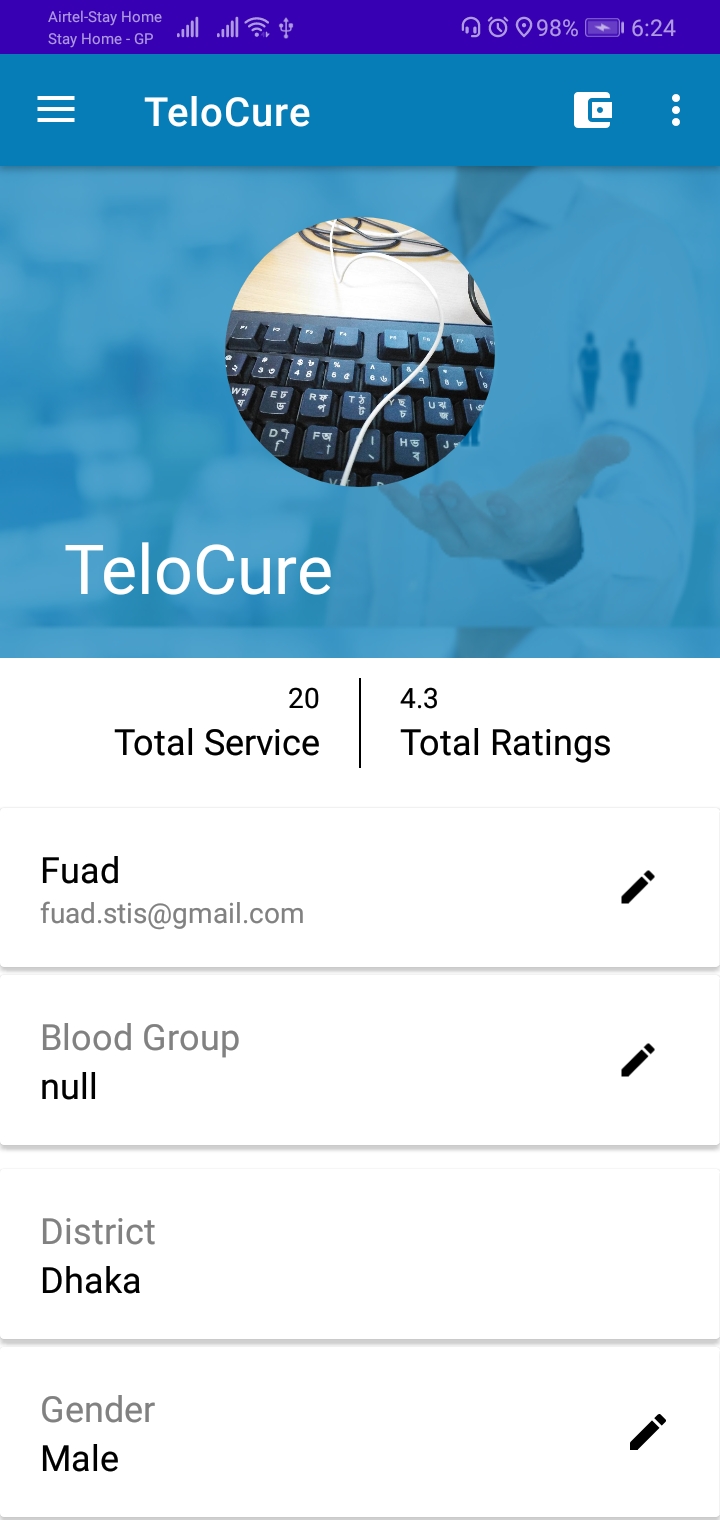 Airtel-Stay Home
Stay Home - GP
98%
6:24
TeloCure
TeloCure
20
Total Service
4.3
Total Ratings
Fuad
fuad.stis@gmail.com
Blood Group
null
District
Dhaka
Gender
Male